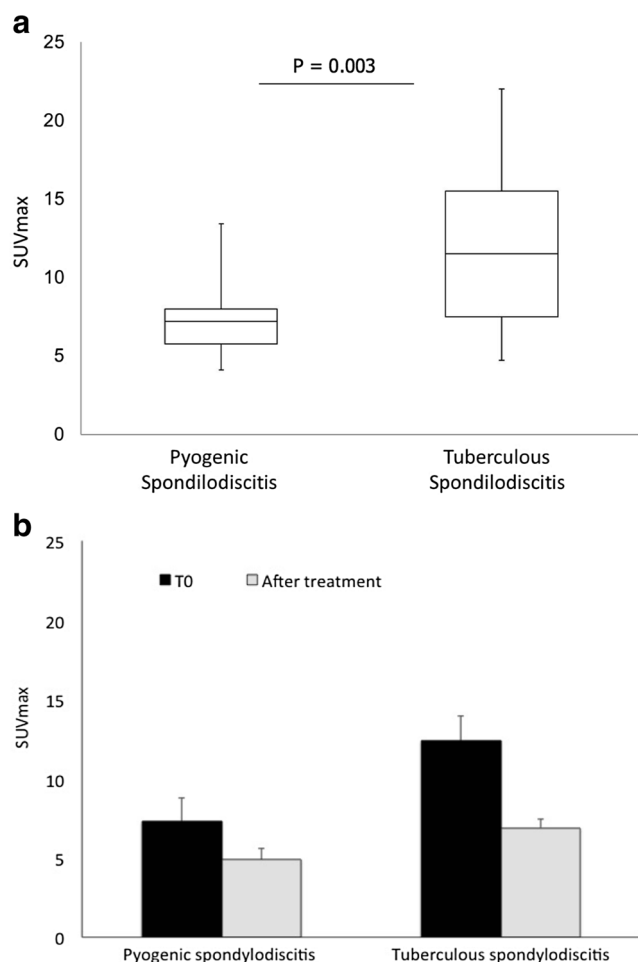 a
25
P = 0.003
20
15
SUVmax
10
5
0
Pyogenic Tuberculous
Spondilodiscitis Spondilodiscitis
b
25
T0 After treatment
20
15
SUVmax
10
5
0
Pyogenic spondylodiscitis Tuberculous spondylodiscitis